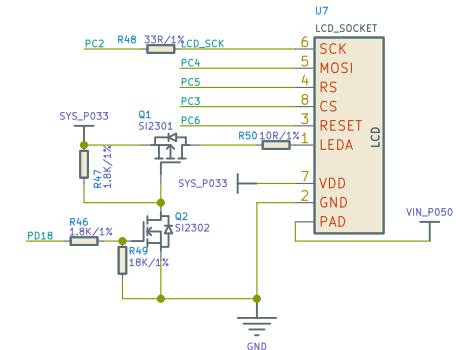 U7
LCD_SOCKET
PC2
R48
33R/1%
LCD_SCK
6
SCK
PC4
5
MOSI
PC5
4
RS
PC3
8
CS
PC6
3
RESET
SYS_P033
Q1
SI2301
R50
10R/1%
1
LEDA
LCD
R47
1.8K/1%
SYS_P033
7
VDD
2
GND
PAD
VIN_P050
Q2
SI2302
R46
1.8K/1%
PD18
R49
18K/1%
GND